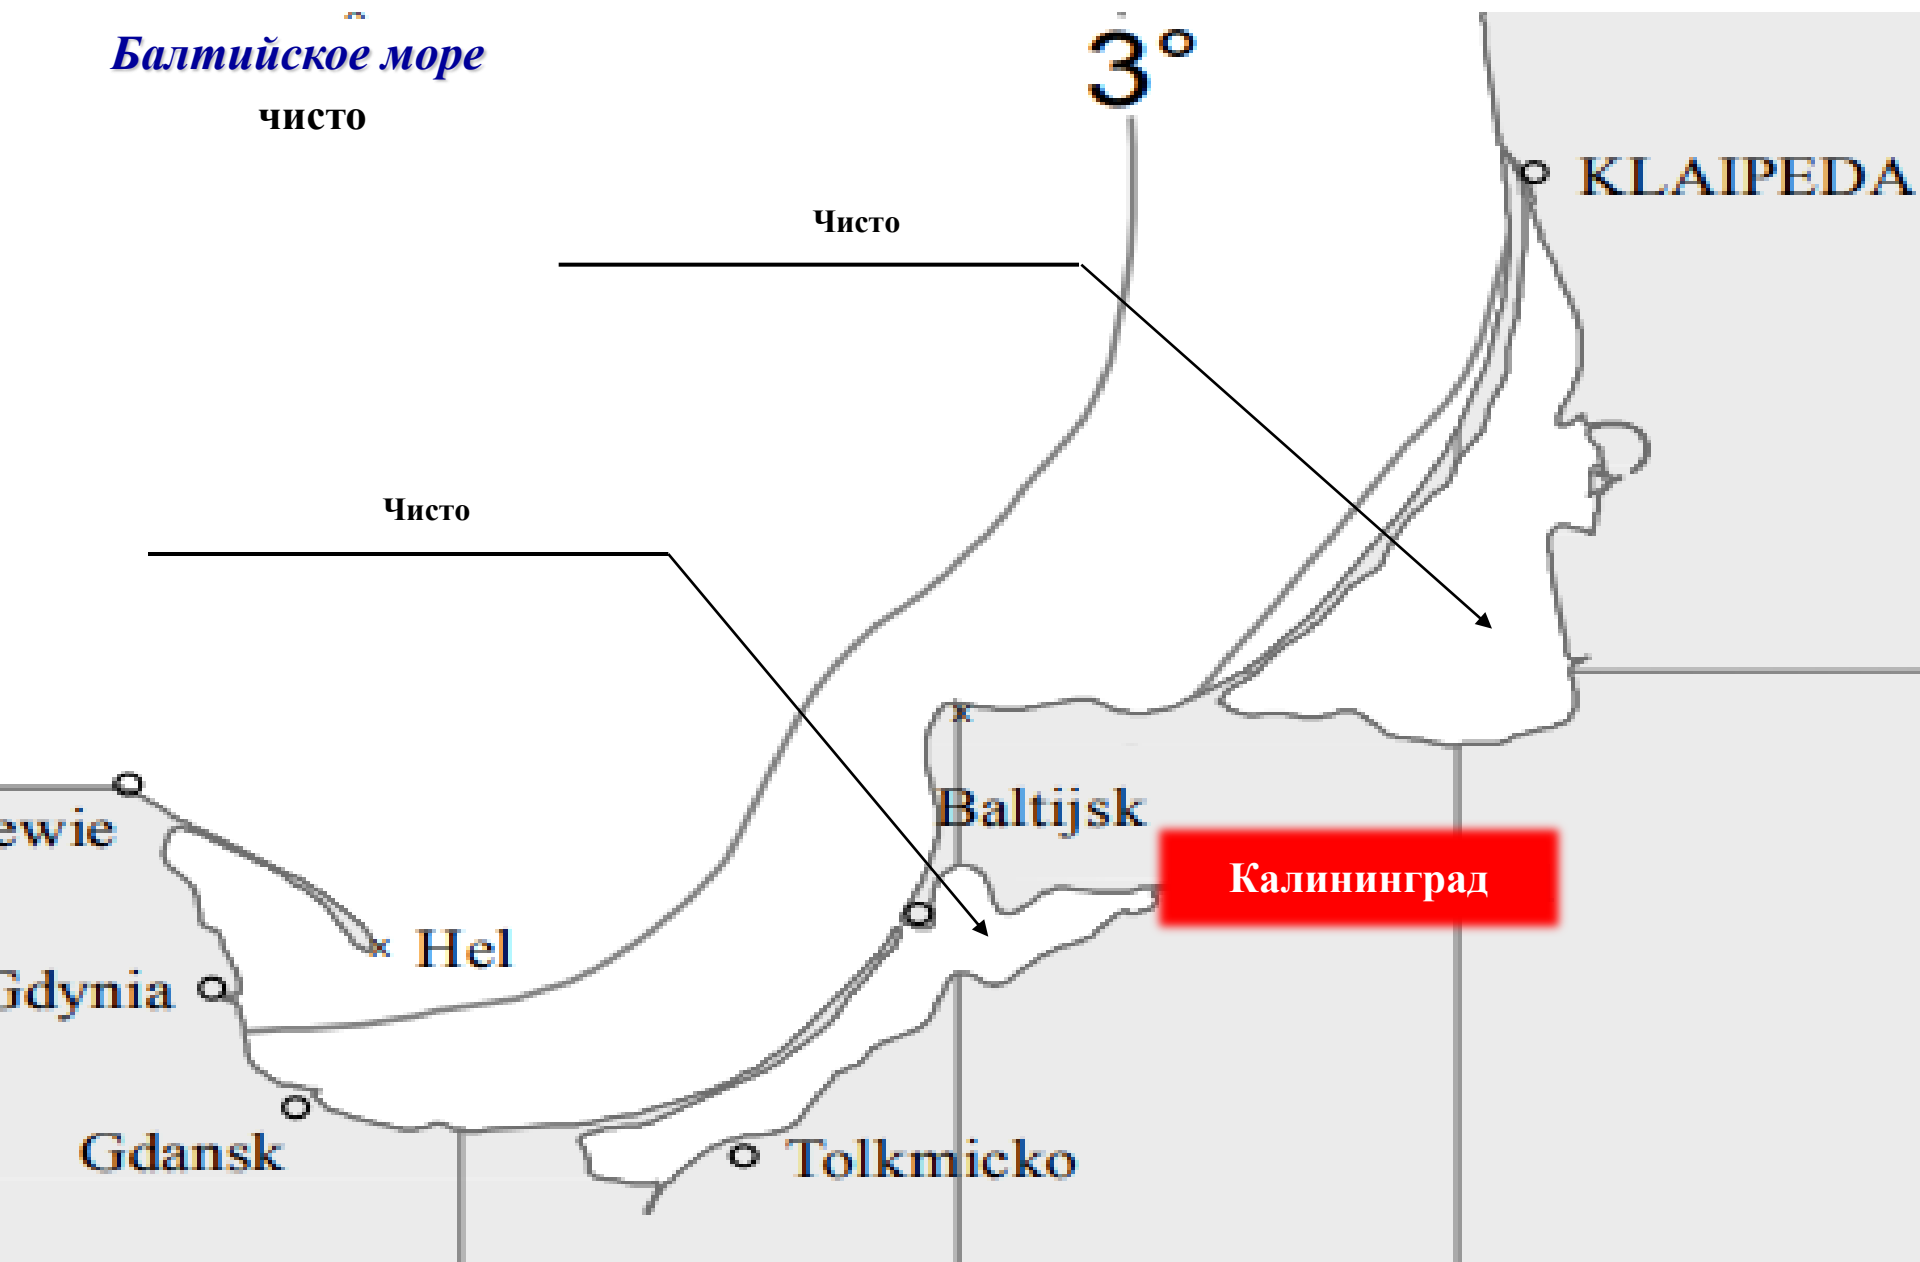 Балтийское море
чисто
3°
KLAIPEDA
Чисто
Чисто
Baltijsk
ewie
Калининград
Hel
Gdynia
Gdansk
Tolkmicko